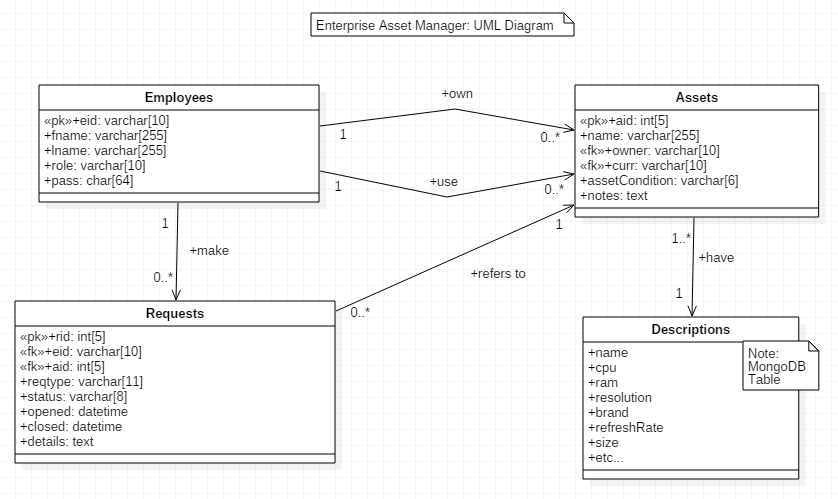 Enterprise Asset Manager: UML Diagram
Employees
«pk»+eid: varchar[10]
+fname: varchar[255]
+lname: varchar[255]
+role: varchar[10]
+pass: char[64]
+own
1
0..*
+use
1
0..*
Assets
«pk»+aid: int[5]
+name: varchar[255]
«fk»+owner: varchar[10]
«fk»+curr: varchar[10]
+assetCondition: varchar[6]
+notes: text
1
+make
0..*
1
+refers to
0..*
1..*
+have
1
Requests
«pk»+rid: int[5]
«fk»+eid: varchar[10]
«fk»+aid: int[5]
+reqtype: varchar[11]
+status: varchar[8]
+opened: datetime
+closed: datetime
+details: text
Descriptions
+name
+cpu
+ram
+resolution
+brand
+refreshRate
+size
+etc...
Note:
MongoDB
Table